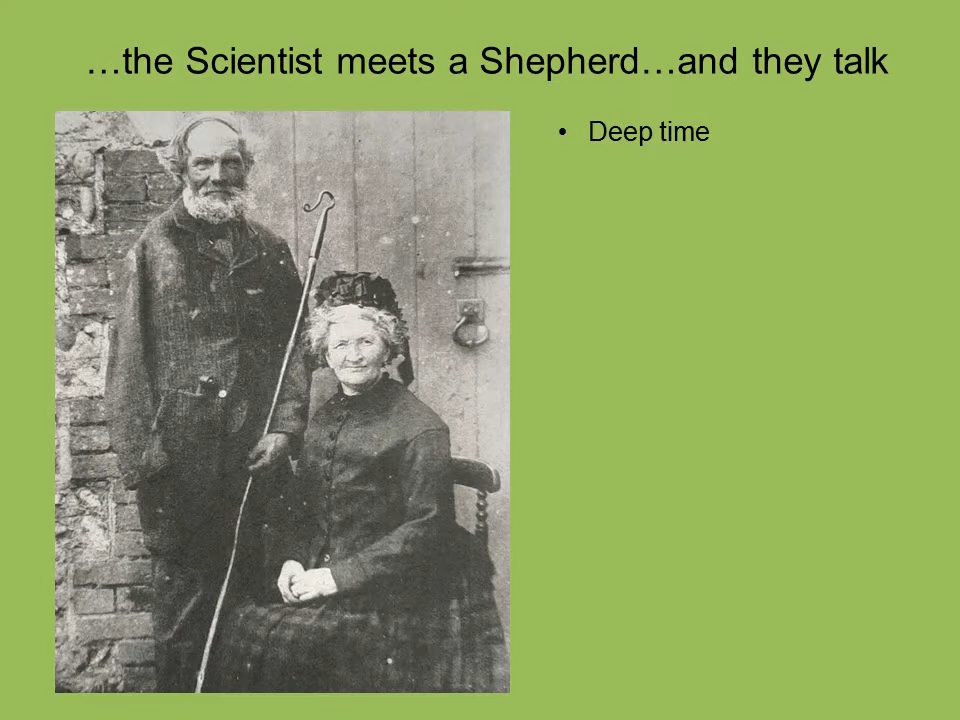 …the Scientist meets a Shepherd…and they talk
• Deep time